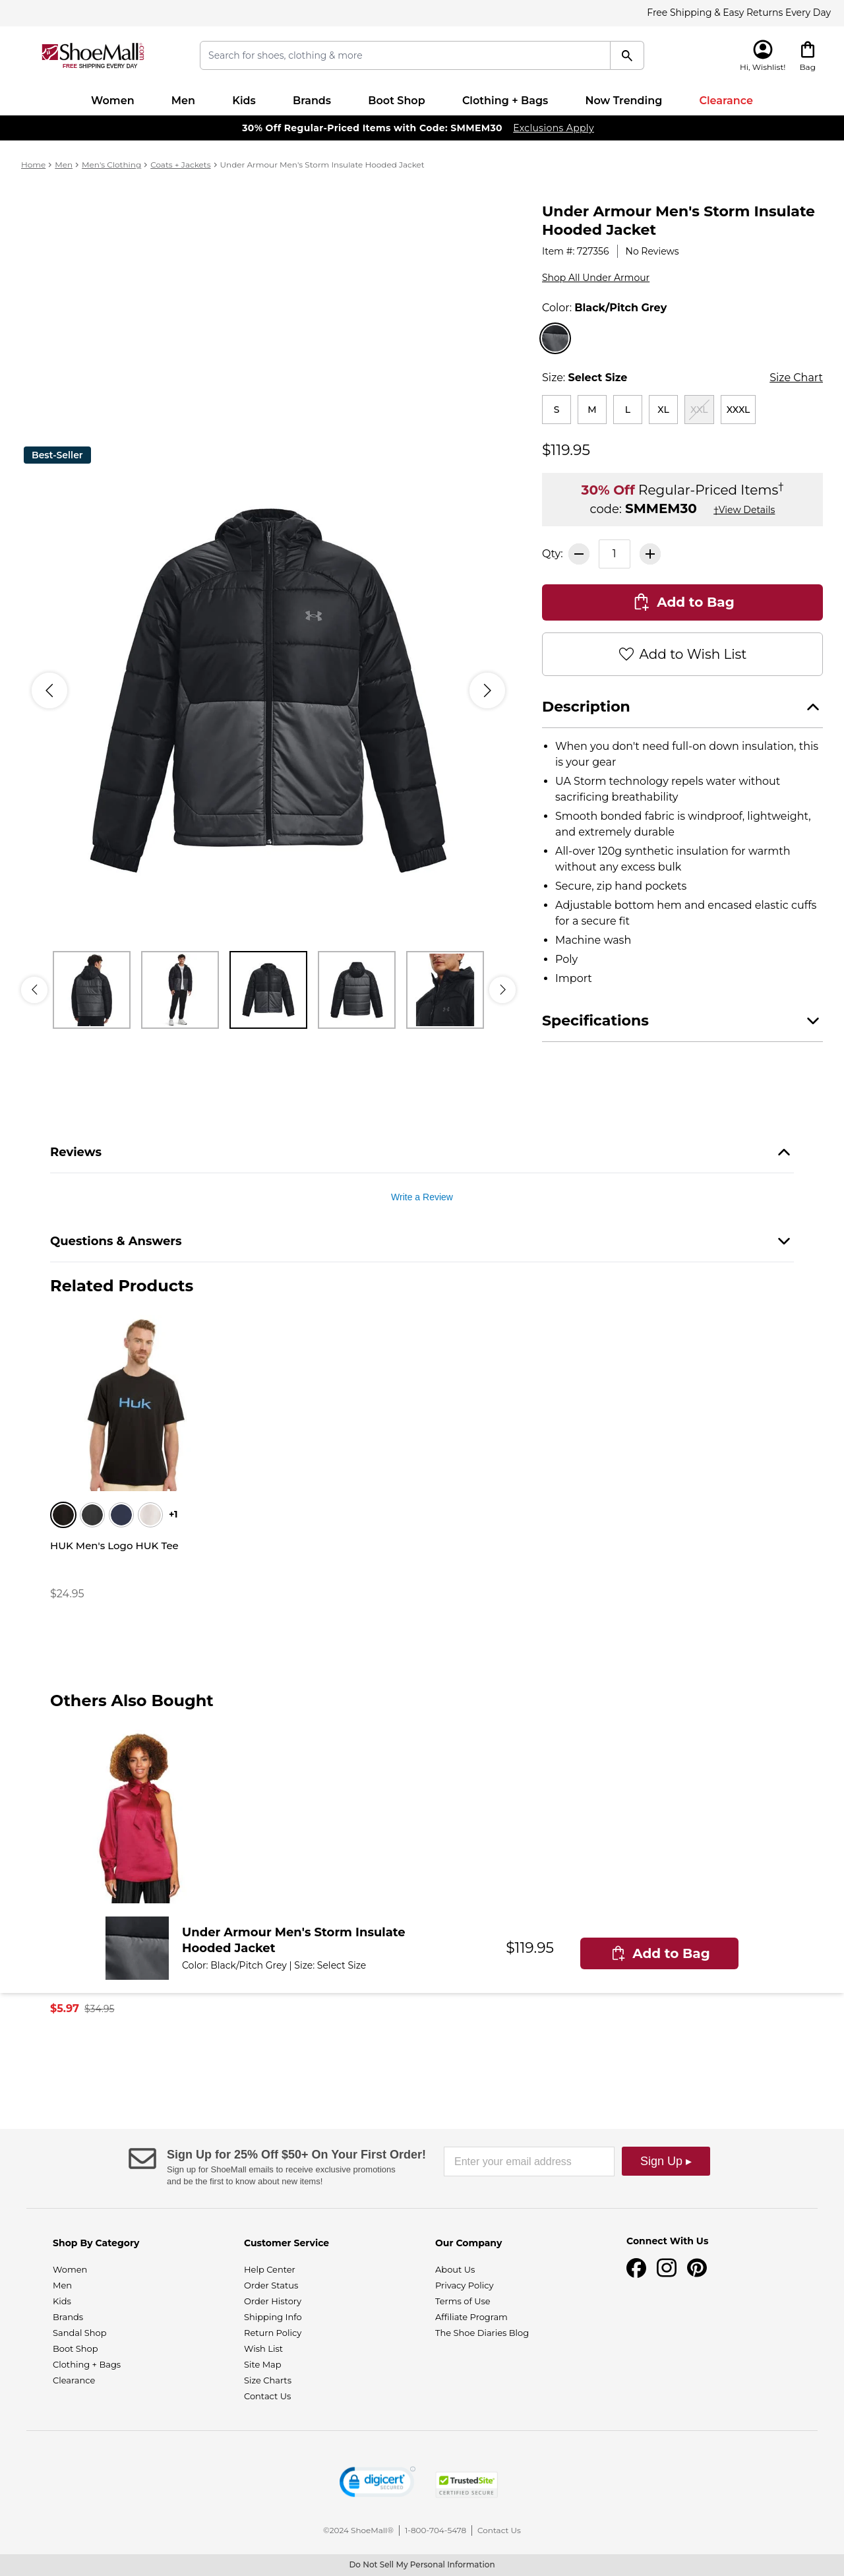 Free Shipping & Easy Returns Every Day
ShoeMall.com
FREE SHIPPING EVERY DAY
Search for shoes, clothing & more
Hi, Wishlist!
Bag
Women Men Kids Brands Boot Shop Clothing + Bags Now Trending Clearance
30% Off Regular-Priced Items with Code: SMMEM30 Exclusions Apply
Home > Men > Men's Clothing > Coats + Jackets > Under Armour Men's Storm Insulate Hooded Jacket
Best-Seller
Under Armour Men's Storm Insulate
Hooded Jacket
Item #: 727356 | No Reviews
Shop All Under Armour
Color: Black/Pitch Grey
Size: Select Size Size Chart
S M L XL XXL XXXL
$119.95
30% Off Regular-Priced Items†
code: SMMEM30 †View Details
Qty: 1
Add to Bag
Add to Wish List
Description
• When you don't need full-on down insulation, this
is your gear
• UA Storm technology repels water without
sacrificing breathability
• Smooth bonded fabric is windproof, lightweight,
and extremely durable
• All-over 120g synthetic insulation for warmth
without any excess bulk
• Secure, zip hand pockets
• Adjustable bottom hem and encased elastic cuffs
for a secure fit
• Machine wash
• Poly
• Import
Specifications
Reviews
Write a Review
Questions & Answers
Related Products
Huk
+1
HUK Men's Logo HUK Tee
$24.95
Others Also Bought
Under Armour Men's Storm Insulate
Hooded Jacket
Color: Black/Pitch Grey | Size: Select Size
$119.95
Add to Bag
$5.97 $34.95
Sign Up for 25% Off $50+ On Your First Order!
Sign up for ShoeMall emails to receive exclusive promotions
and be the first to know about new items!
Enter your email address
Sign Up ▸
Shop By Category
Women
Men
Kids
Brands
Sandal Shop
Boot Shop
Clothing + Bags
Clearance
Customer Service
Help Center
Order Status
Order History
Shipping Info
Return Policy
Wish List
Site Map
Size Charts
Contact Us
Our Company
About Us
Privacy Policy
Terms of Use
Affiliate Program
The Shoe Diaries Blog
Connect With Us
digicert
SECURED
TrustedSite
CERTIFIED SECURE
©2024 ShoeMall® | 1-800-704-5478 | Contact Us
Do Not Sell My Personal Information